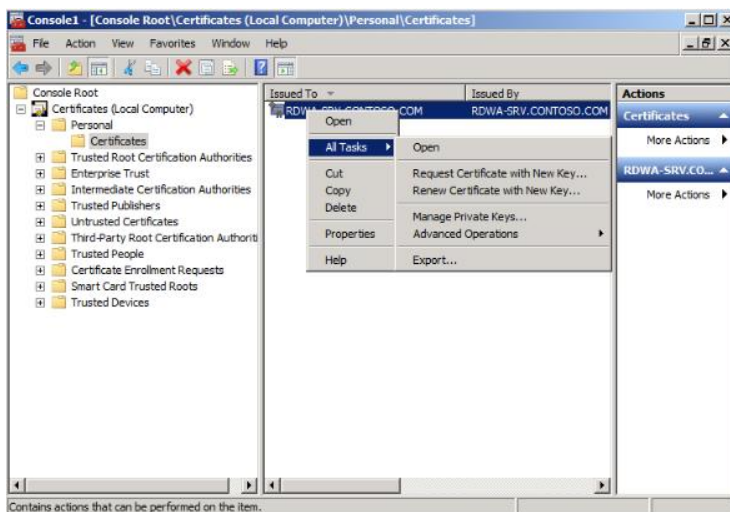 Console1 - [Console Root\Certificates (Local Computer)\Personal\Certificates]
File Action View Favorites Window Help
Console Root
Certificates (Local Computer)
Personal
Certificates
Trusted Root Certification Authorities
Enterprise Trust
Intermediate Certification Authorities
Trusted Publishers
Untrusted Certificates
Third-Party Root Certification Authoriti
Trusted People
Certificate Enrollment Requests
Smart Card Trusted Roots
Trusted Devices
Issued To Issued By
RDWA-SRV.CONTOSO.COM RDWA-SRV.CONTOSO.COM
Open
All Tasks
Cut
Copy
Delete
Properties
Help
Open
Request Certificate with New Key...
Renew Certificate with New Key...
Manage Private Keys...
Advanced Operations
Export...
Actions
Certificates
More Actions
RDWA-SRV.CO...
More Actions
Contains actions that can be performed on the item.